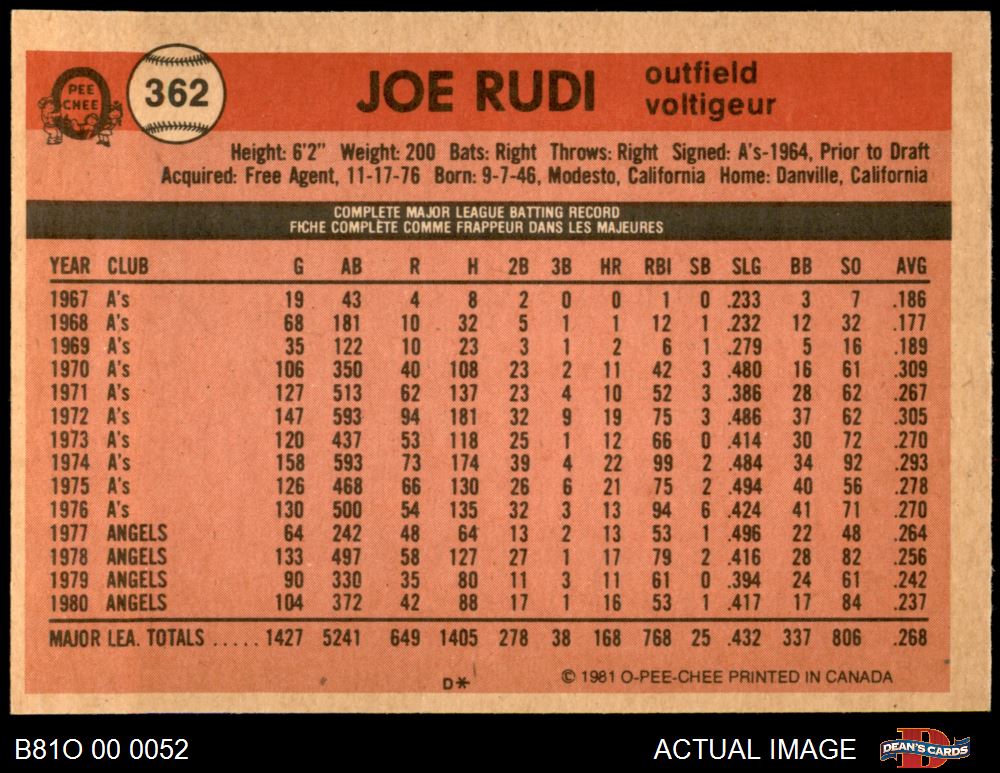 PEE
CHEE
362
JOE RUDI
outfield
voltigeur
Height: 6'2" Weight: 200 Bats: Right Throws: Right Signed: A's-1964, Prior to Draft
Acquired: Free Agent, 11-17-76 Born: 9-7-46, Modesto, California Home: Danville, California
COMPLETE MAJOR LEAGUE BATTING RECORD
FICHE COMPLÈTE COMME FRAPPEUR DANS LES MAJEURES
YEAR CLUB G AB R H 2B 3B HR RBI SB SLG BB SO AVG
1967 A's 19 43 4 8 2 0 0 1 0 .233 3 7 .186
1968 A's 68 181 10 32 5 1 1 12 1 .232 12 32 .177
1969 A's 35 122 10 23 3 1 2 6 1 .279 5 16 .189
1970 A's 106 350 40 108 23 2 11 42 3 .480 16 61 .309
1971 A's 127 513 62 137 23 4 10 52 3 .386 28 62 .267
1972 A's 147 593 94 181 32 9 19 75 3 .486 37 62 .305
1973 A's 120 437 53 118 25 1 12 66 0 .414 30 72 .270
1974 A's 158 593 73 174 39 4 22 99 2 .484 34 92 .293
1975 A's 126 468 66 130 26 6 21 75 2 .494 40 56 .278
1976 A's 130 500 54 135 32 3 13 94 6 .424 41 71 .270
1977 ANGELS 64 242 48 64 13 2 13 53 1 .496 22 48 .264
1978 ANGELS 133 497 58 127 27 1 17 79 2 .416 28 82 .256
1979 ANGELS 90 330 35 80 11 3 11 61 0 .394 24 61 .242
1980 ANGELS 104 372 42 88 17 1 16 53 1 .417 17 84 .237
MAJOR LEA. TOTALS ..... 1427 5241 649 1405 278 38 168 768 25 .432 337 806 .268
D* © 1981 O-PEE-CHEE PRINTED IN CANADA
B81O 00 0052
ACTUAL IMAGE
DEAN'S CARDS